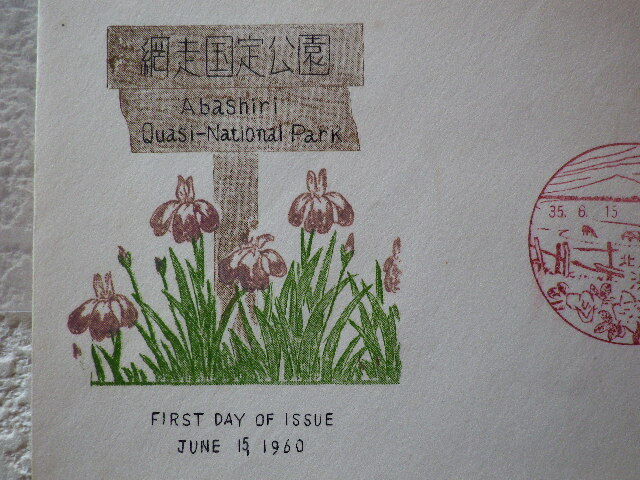 網走国定公園
Abashiri
Quasi-National Park
FIRST DAY OF ISSUE
JUNE 15, 1960
35. 6. 15